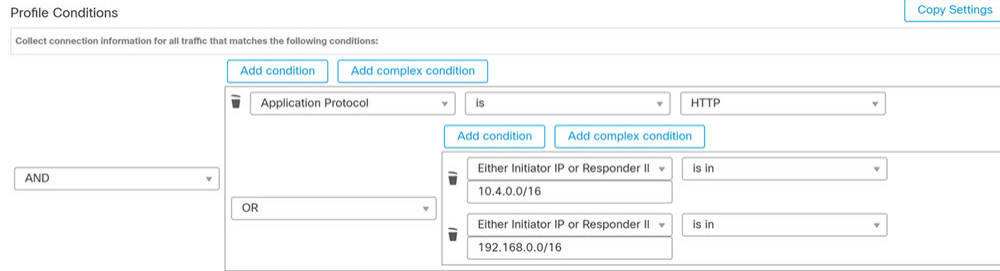 Profile Conditions
Copy Settings
Collect connection information for all traffic that matches the following conditions:
Add condition Add complex condition
Application Protocol is HTTP
Add condition Add complex condition
Either Initiator IP or Responder II is in
10.4.0.0/16
AND
OR
Either Initiator IP or Responder II is in
192.168.0.0/16